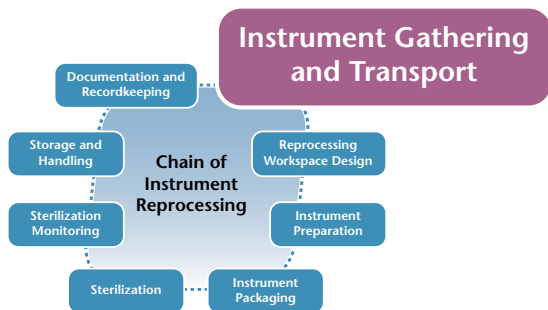 Instrument Gathering
and Transport
Documentation and
Recordkeeping
Storage and
Handling
Chain of
Instrument
Reprocessing
Reprocessing
Workspace Design
Sterilization
Monitoring
Instrument
Preparation
Sterilization
Instrument
Packaging